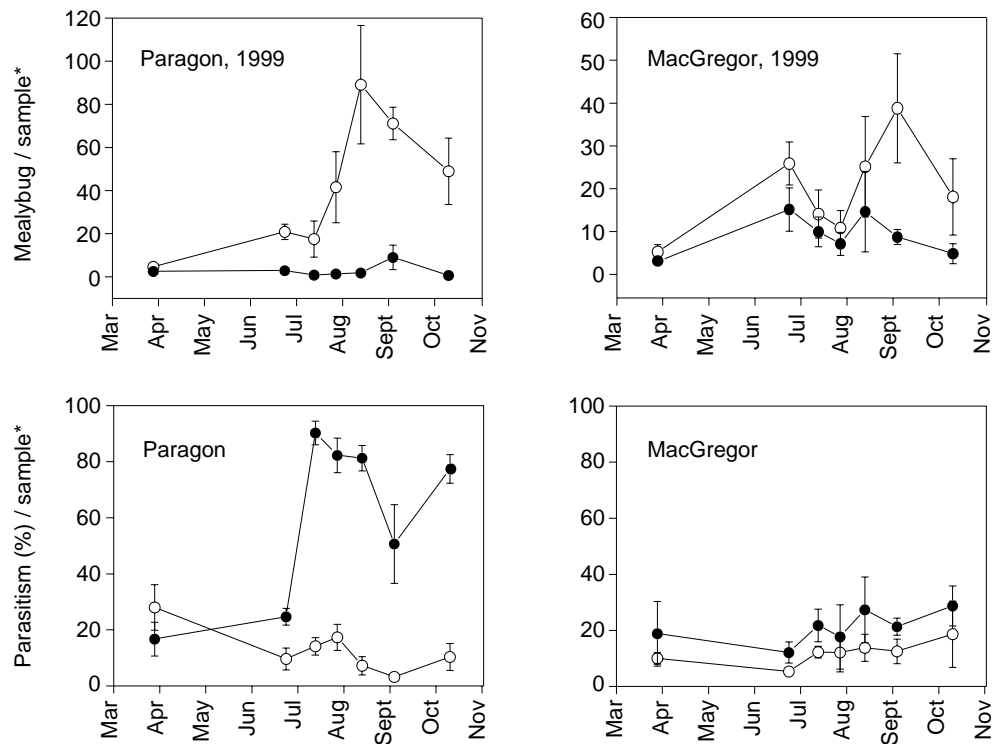 Mealybug / sample*
120
100
80
60
40
20
0
Paragon, 1999
Mar Apr May Jun Jul Aug Sept Oct Nov
60
50
40
30
20
10
0
MacGregor, 1999
Mar Apr May Jun Jul Aug Sept Oct Nov
Parasitism (%) / sample*
100
80
60
40
20
0
Paragon
Mar Apr May Jun Jul Aug Sept Oct Nov
100
80
60
40
20
0
MacGregor
Mar Apr May Jun Jul Aug Sept Oct Nov